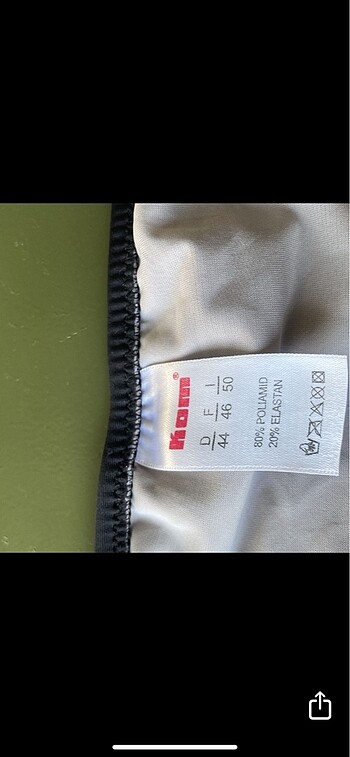 Kom®
D F I
44 46 50
80% POLIAMID
20% ELASTAN